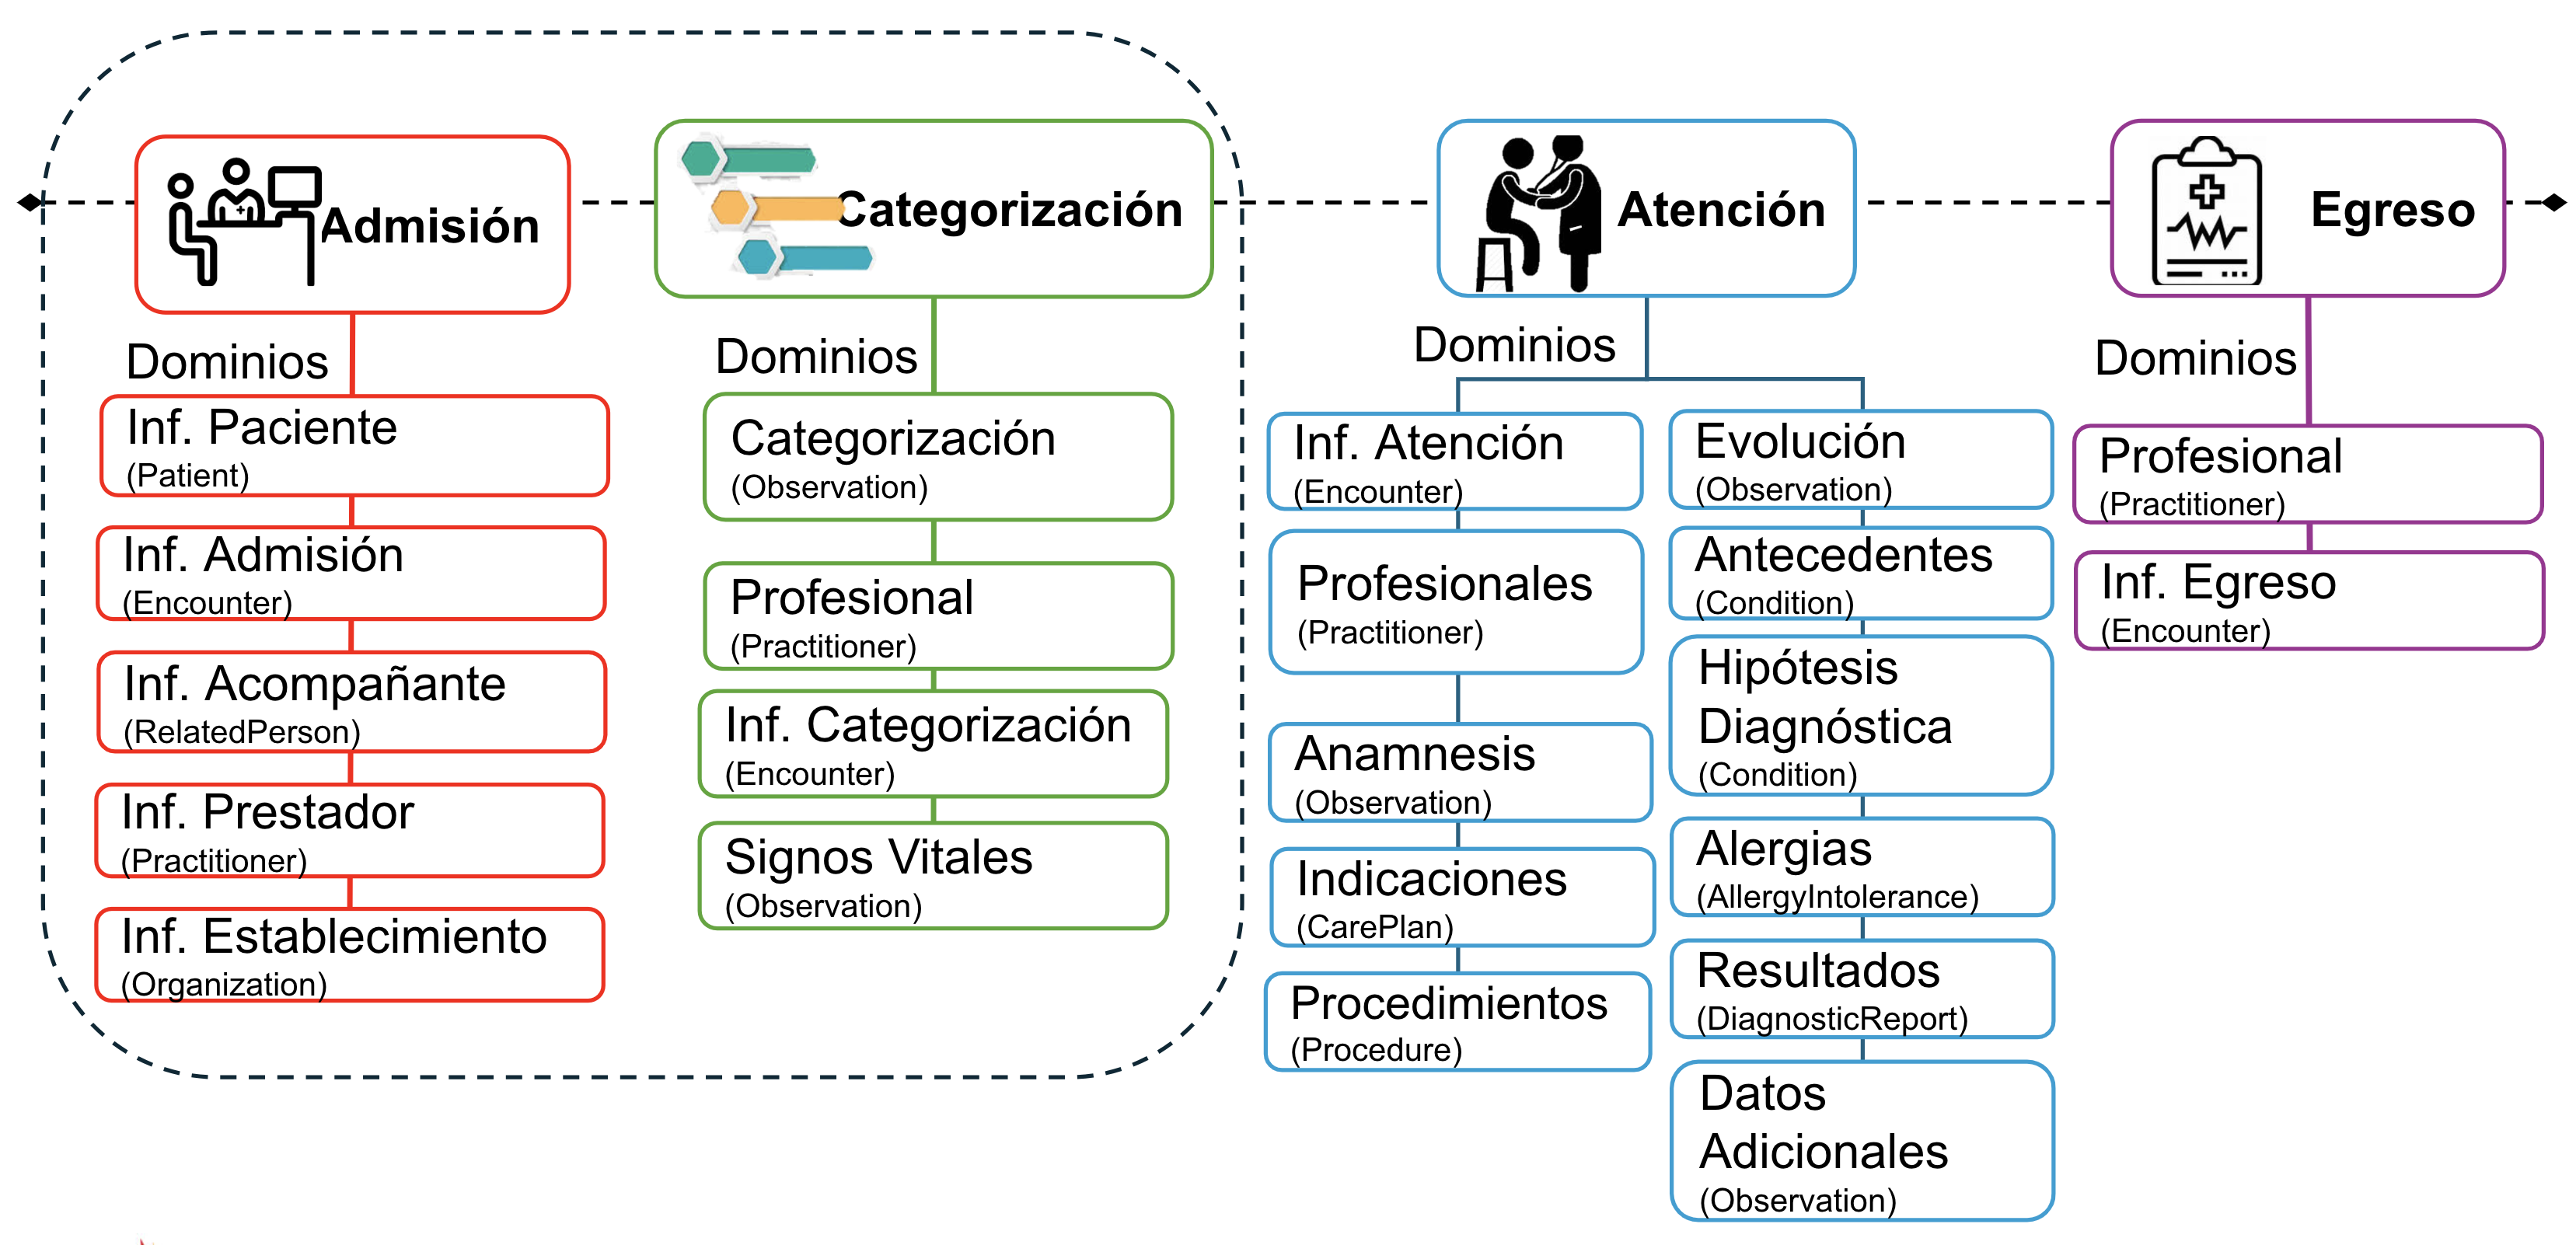 Admisión
Dominios
Inf. Paciente
(Patient)
Inf. Admisión
(Encounter)
Inf. Acompañante
(RelatedPerson)
Inf. Prestador
(Practitioner)
Inf. Establecimiento
(Organization)
Categorización
Dominios
Categorización
(Observation)
Profesional
(Practitioner)
Inf. Categorización
(Encounter)
Signos Vitales
(Observation)
Atención
Dominios
Inf. Atención
(Encounter)
Profesionales
(Practitioner)
Anamnesis
(Observation)
Indicaciones
(CarePlan)
Procedimientos
(Procedure)
Evolución
(Observation)
Antecedentes
(Condition)
Hipótesis
Diagnóstica
(Condition)
Alergias
(AllergyIntolerance)
Resultados
(DiagnosticReport)
Datos
Adicionales
(Observation)
Egreso
Dominios
Profesional
(Practitioner)
Inf. Egreso
(Encounter)